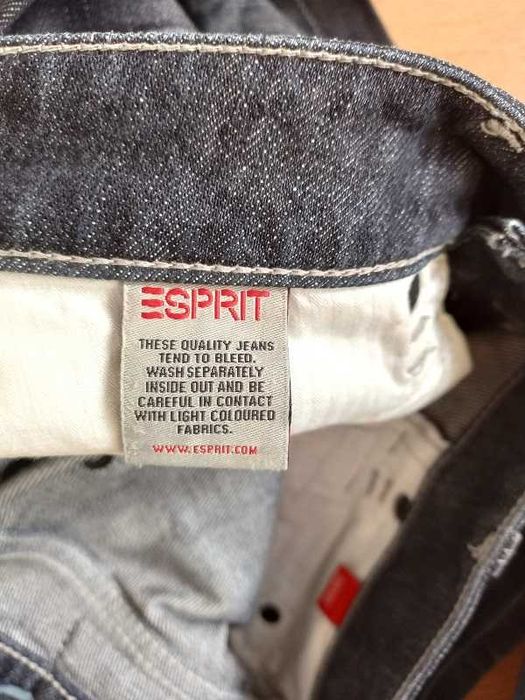 ESPRIT
THESE QUALITY JEANS
TEND TO BLEED.
WASH SEPARATELY
INSIDE OUT AND BE
CAREFUL IN CONTACT
WITH LIGHT COLOURED
FABRICS.
WWW.ESPRIT.COM